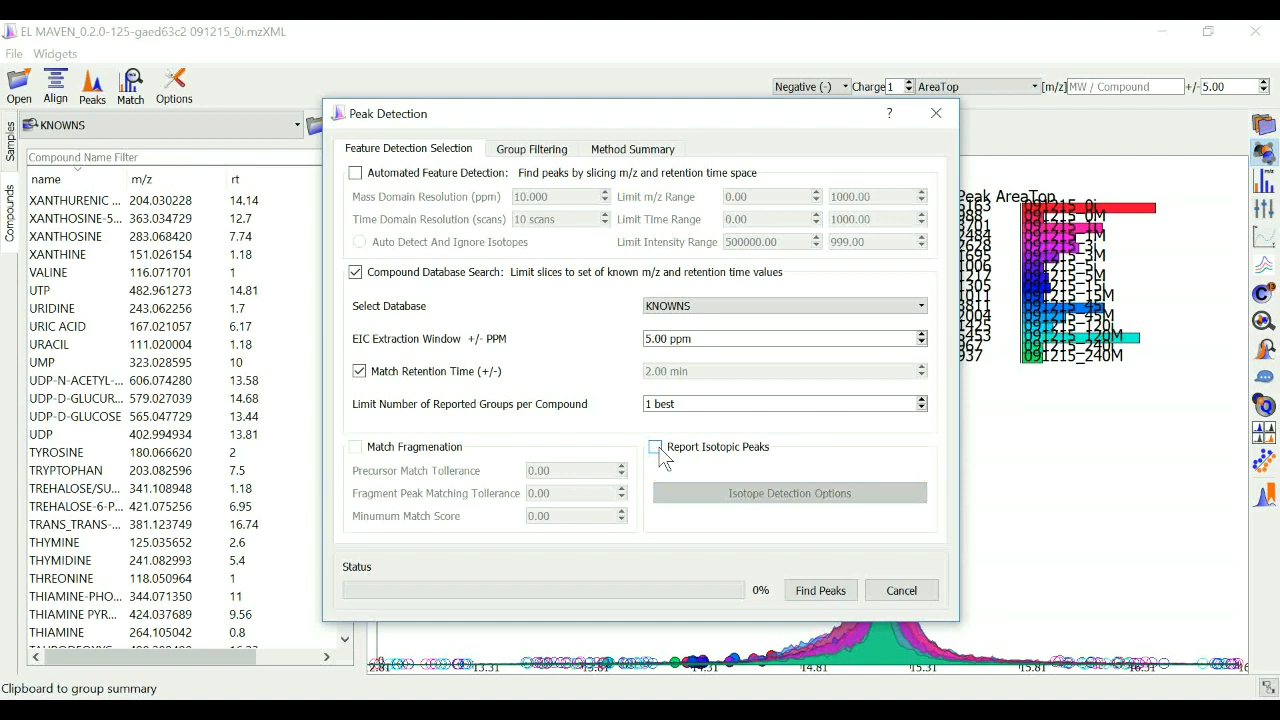 EL MAVEN_0.2.0-125-gaed63c2 091215_0i.mzXML
File Widgets
Open Align Peaks Match Options
Negative (-) Charge 1 AreaTop [m/z] MW / Compound +/- 5.00
Samples
Compounds
KNOWNS
Compound Name Filter
name m/z rt
XANTHURENIC ... 204.030228 14.14
XANTHOSINE-5... 363.034729 12.7
XANTHOSINE 283.068420 7.74
XANTHINE 151.026154 1.18
VALINE 116.071701 1
UTP 482.961273 14.81
URIDINE 243.062256 1.7
URIC ACID 167.021057 6.17
URACIL 111.020004 1.18
UMP 323.028595 10
UDP-N-ACETYL-... 606.074280 13.58
UDP-D-GLUCUR... 579.027039 14.68
UDP-D-GLUCOSE 565.047729 13.44
UDP 402.994934 13.81
TYROSINE 180.066620 2
TRYPTOPHAN 203.082596 7.5
TREHALOSE/SU... 341.108948 1.18
TREHALOSE-6-P... 421.075256 6.95
TRANS_TRANS-... 381.123749 16.74
THYMINE 125.035652 2.6
THYMIDINE 241.082993 5.4
THREONINE 118.050964 1
THIAMINE-PHO... 344.071350 11
THIAMINE PYR... 424.037689 9.56
THIAMINE 264.105042 0.8
Peak Detection ?
Feature Detection Selection Group Filtering Method Summary
Automated Feature Detection: Find peaks by slicing m/z and retention time space
Mass Domain Resolution (ppm) 10.000 Limit m/z Range 0.00 1000.00
Time Domain Resolution (scans) 10 scans Limit Time Range 0.00 1000.00
Auto Detect And Ignore Isotopes Limit Intensity Range 500000.00 999.00
Compound Database Search: Limit slices to set of known m/z and retention time values
Select Database KNOWNS
EIC Extraction Window +/- PPM 5.00 ppm
Match Retention Time (+/-) 2.00 min
Limit Number of Reported Groups per Compound 1 best
Match Fragmenation Report Isotopic Peaks
Precursor Match Tollerance 0.00 Isotope Detection Options
Fragment Peak Matching Tollerance 0.00
Minumum Match Score 0.00
Status
0% Find Peaks Cancel
Peak AreaTop
091215_0i
091215_0M
091215_1M
091215_3M
091215_5M
091215_15i
091215_15M
091215_45M
091215_120i
091215_120M
091215_240i
091215_240M
13.31 14.81 15.31
Clipboard to group summary